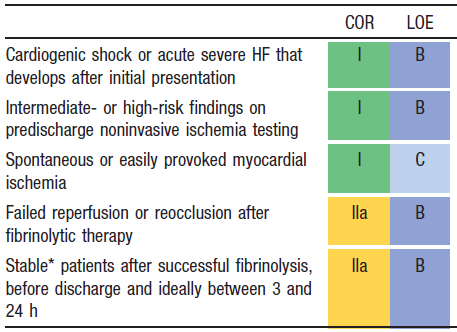 COR LOE
Cardiogenic shock or acute severe HF that I B
develops after initial presentation
Intermediate- or high-risk findings on I B
predischarge noninvasive ischemia testing
Spontaneous or easily provoked myocardial I C
ischemia
Failed reperfusion or reocclusion after IIa B
fibrinolytic therapy
Stable* patients after successful fibrinolysis, IIa B
before discharge and ideally between 3 and
24 h